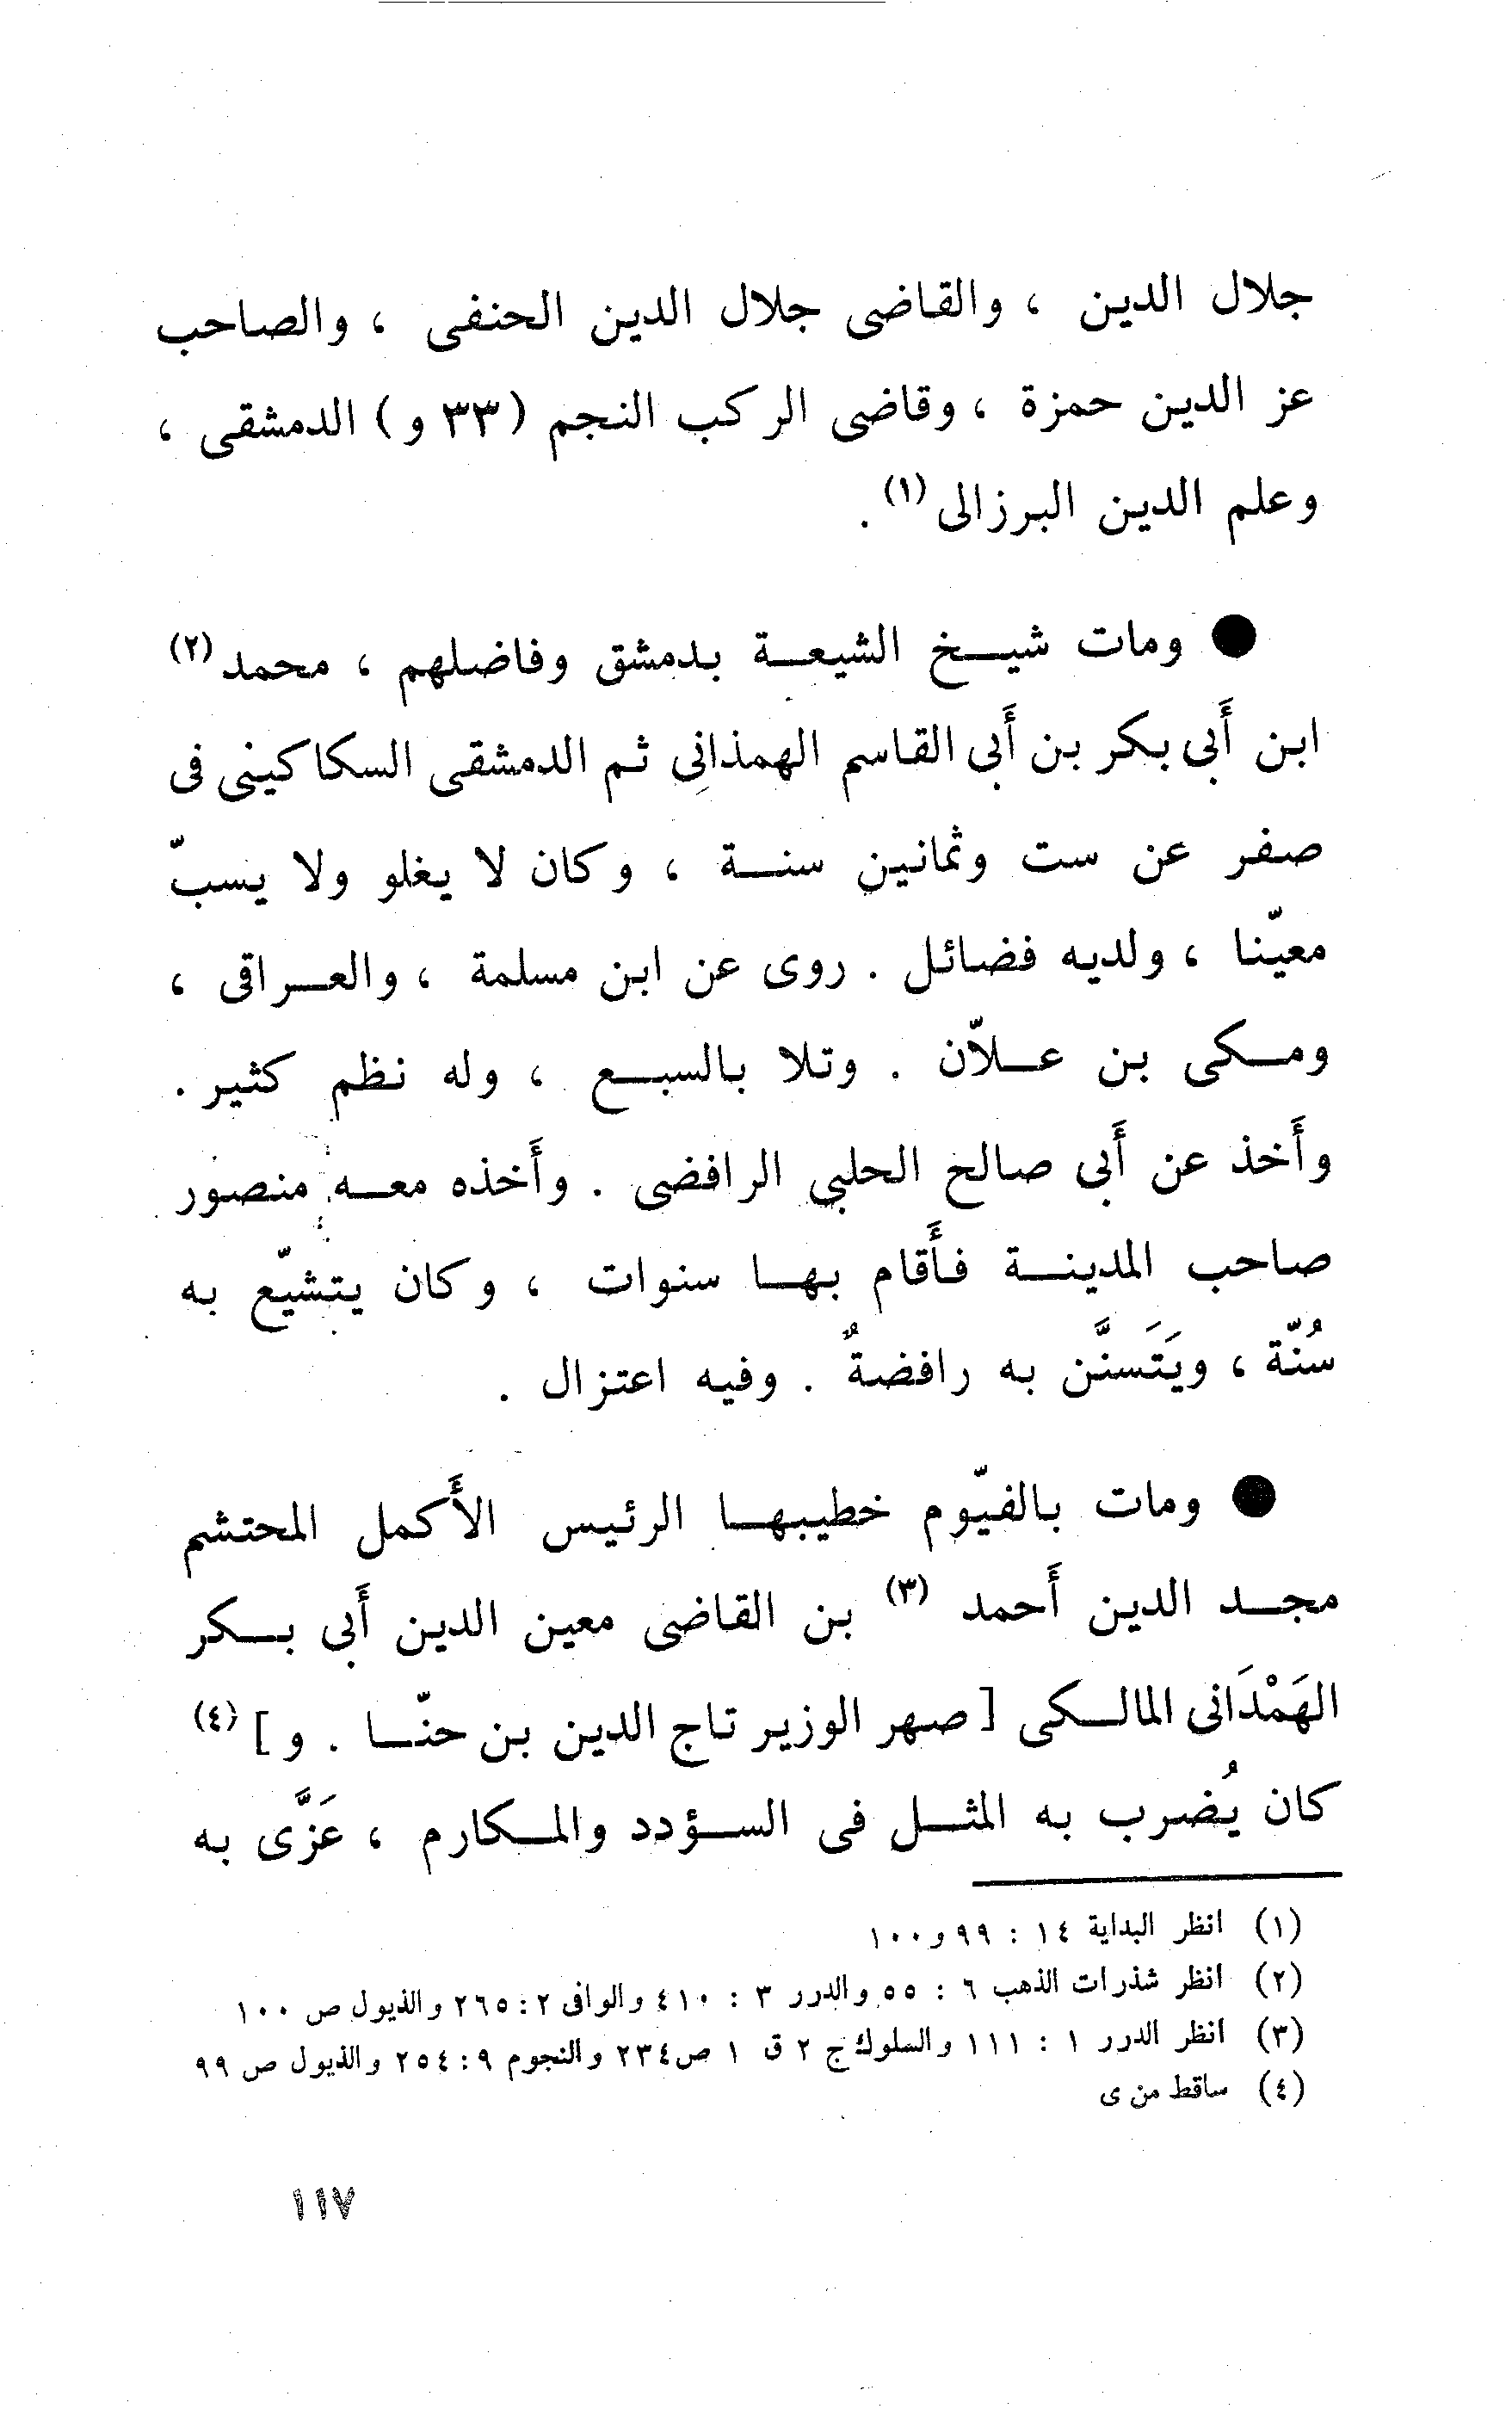 جلال الدين ، والقاضى جلال الدين الحنفى ، والصاحب
عز الدين حمزة ، وقاضى الركب النجم ( ٣٣ و ) الدمشقى ،
وعلم الدين البرزالى (١) .
● ومات شيخ الشيعة بدمشق وفاضلهم ، محمد (٢)
ابن أَبى بكر بن أَبى القاسم الهمذانِى ثم الدمشقى السكاكينى فى
صفر عن ست وثمانين سنة ، وكان لا يغلو ولا يسبّ
معيّنا ، ولديه فضائل . روى عن ابن مسلمة ، والعراقى ،
ومكى بن علاّن . وتلا بالسبع ، وله نظم كثير .
وأَخذ عن أَبى صالح الحلبى الرافضى . وأَخذه معه منصور
صاحب المدينة فأَقام بها سنوات ، وكان يتشيّع به
سُنّة ، ويَتَسنَّن به رافضةٌ . وفيه اعتزال .
● ومات بالفيّوم خطيبها الرئيس الأَكمل المحتشم
مجد الدين أَحمد (٣) بن القاضى معين الدين أَبى بكر
الهَمْدَانى المالكى [ صهر الوزير تاج الدين بن حنّا . و ] (٤)
كان يُضرب به المثل فى السؤدد والمكارم ، عَزَّى به
(١) انظر البداية ١٤ : ٩٩ و ١٠٠
(٢) انظر شذرات الذهب ٦ : ٥٥ والدرر ٣ : ٤١٠ والوافى ٢ : ٢٦٥ والذيول ص ١٠٠
(٣) انظر الدرر ١ : ١١١ والسلوك ج ٢ ق ١ ص ٢٣٤ والنجوم ٩ : ٢٥٤ والذيول ص ٩٩
(٤) ساقط من ى
١١٧